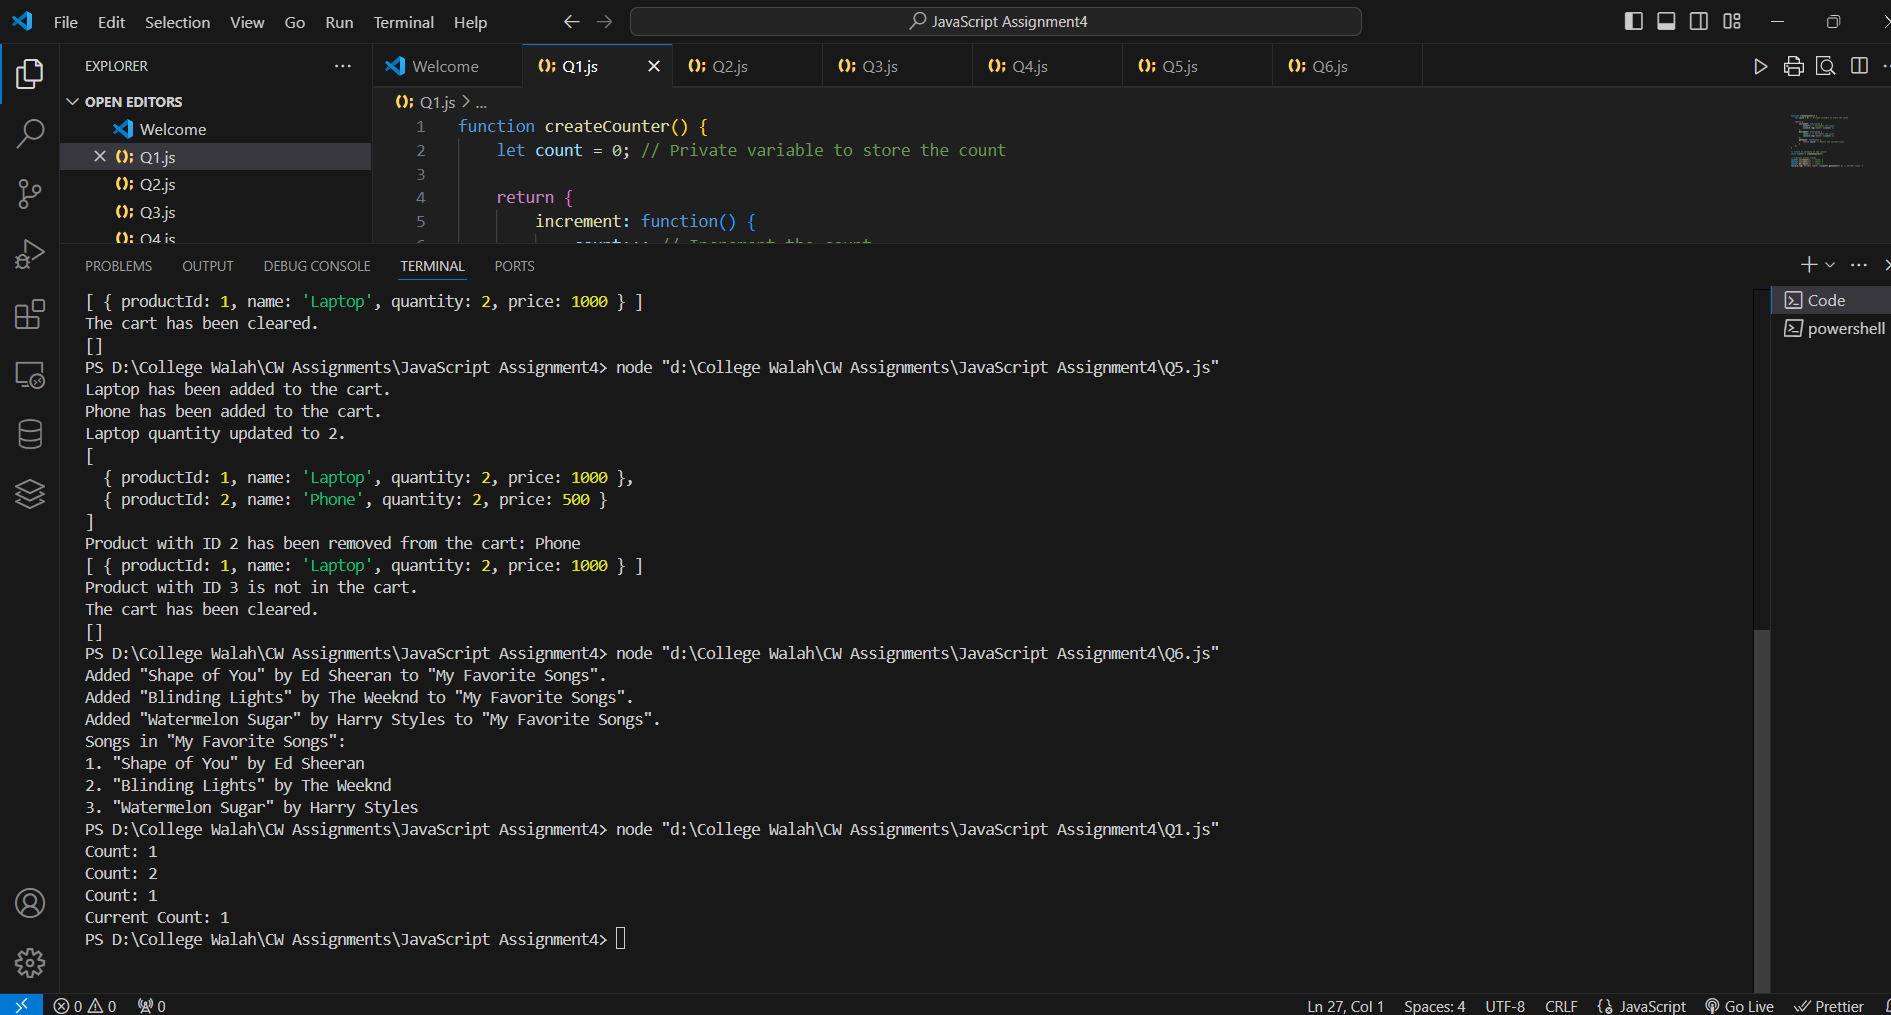 File Edit Selection View Go Run Terminal Help
JavaScript Assignment4
EXPLORER
OPEN EDITORS
Welcome
Q1.js
Q2.js
Q3.js
Q4.js
Welcome Q1.js Q2.js Q3.js Q4.js Q5.js Q6.js
Q1.js > ...
1 function createCounter() {
2 let count = 0; // Private variable to store the count
3
4 return {
5 increment: function() {
6 count++; // Increment the count
PROBLEMS OUTPUT DEBUG CONSOLE TERMINAL PORTS
Code
powershell
[ { productId: 1, name: 'Laptop', quantity: 2, price: 1000 } ]
The cart has been cleared.
[]
PS D:\College Walah\CW Assignments\JavaScript Assignment4> node "d:\College Walah\CW Assignments\JavaScript Assignment4\Q5.js"
Laptop has been added to the cart.
Phone has been added to the cart.
Laptop quantity updated to 2.
[
{ productId: 1, name: 'Laptop', quantity: 2, price: 1000 },
{ productId: 2, name: 'Phone', quantity: 2, price: 500 }
]
Product with ID 2 has been removed from the cart: Phone
[ { productId: 1, name: 'Laptop', quantity: 2, price: 1000 } ]
Product with ID 3 is not in the cart.
The cart has been cleared.
[]
PS D:\College Walah\CW Assignments\JavaScript Assignment4> node "d:\College Walah\CW Assignments\JavaScript Assignment4\Q6.js"
Added "Shape of You" by Ed Sheeran to "My Favorite Songs".
Added "Blinding Lights" by The Weeknd to "My Favorite Songs".
Added "Watermelon Sugar" by Harry Styles to "My Favorite Songs".
Songs in "My Favorite Songs":
1. "Shape of You" by Ed Sheeran
2. "Blinding Lights" by The Weeknd
3. "Watermelon Sugar" by Harry Styles
PS D:\College Walah\CW Assignments\JavaScript Assignment4> node "d:\College Walah\CW Assignments\JavaScript Assignment4\Q1.js"
Count: 1
Count: 2
Count: 1
Current Count: 1
PS D:\College Walah\CW Assignments\JavaScript Assignment4>
0 0 0 Ln 27, Col 1 Spaces: 4 UTF-8 CRLF JavaScript Go Live Prettier